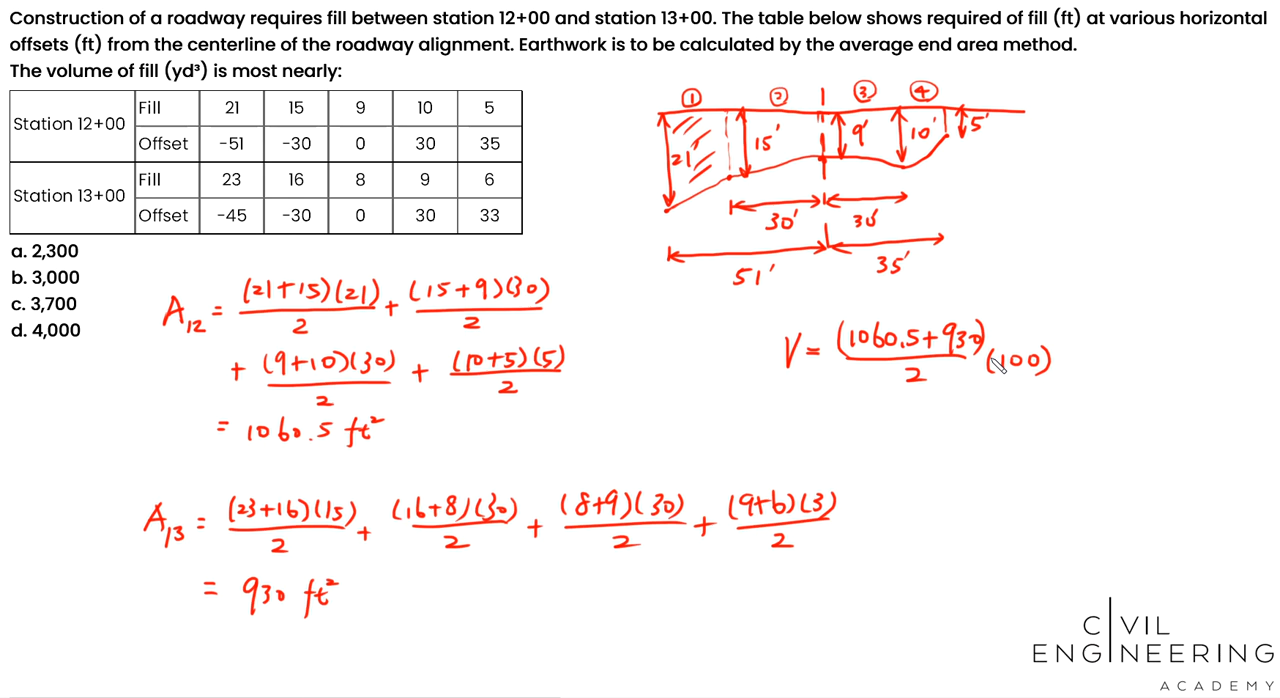 Construction of a roadway requires fill between station 12+00 and station 13+00. The table below shows required of fill (ft) at various horizontal
offsets (ft) from the centerline of the roadway alignment. Earthwork is to be calculated by the average end area method.
The volume of fill (yd³) is most nearly:
Station 12+00 Fill 21 15 9 10 5
Offset -51 -30 0 30 35
Station 13+00 Fill 23 16 8 9 6
Offset -45 -30 0 30 33
a. 2,300
b. 3,000
c. 3,700
d. 4,000
① ② ③ ④
21' 15' 9' 10' 5'
30' 30'
51' 35'
A₁₂ = (21+15)(21)/2 + (15+9)(30)/2
+ (9+10)(30)/2 + (10+5)(5)/2
= 1060.5 ft²
V = (1060.5+930)/2 (100)
A₁₃ = (23+16)(15)/2 + (16+8)(30)/2 + (8+9)(30)/2 + (9+6)(3)/2
= 930 ft²
CIVIL
ENGINEERING
ACADEMY